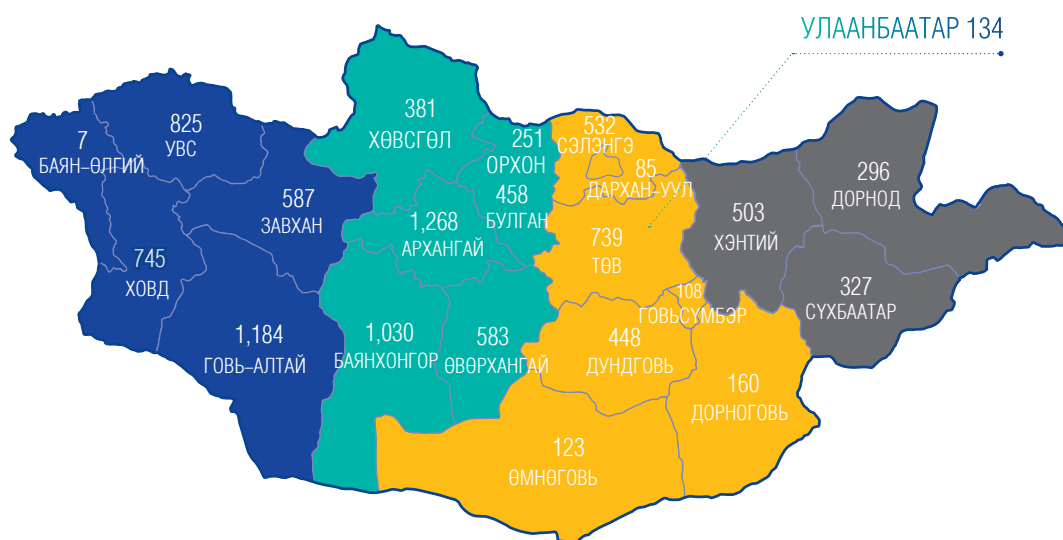 УЛААНБААТАР 134
7
БАЯН–ӨЛГИЙ
825
УВС
587
ЗАВХАН
745
ХОВД
1,184
ГОВЬ–АЛТАЙ
381
ХӨВСГӨЛ
251
ОРХОН
458
БУЛГАН
1,268
АРХАНГАЙ
1,030
БАЯНХОНГОР
583
ӨВӨРХАНГАЙ
532
СЭЛЭНГЭ
85
ДАРХАН–УУЛ
739
ТӨВ
108
ГОВЬСҮМБЭР
448
ДУНДГОВЬ
160
ДОРНОГОВЬ
123
ӨМНӨГОВЬ
503
ХЭНТИЙ
296
ДОРНОД
327
СҮХБААТАР